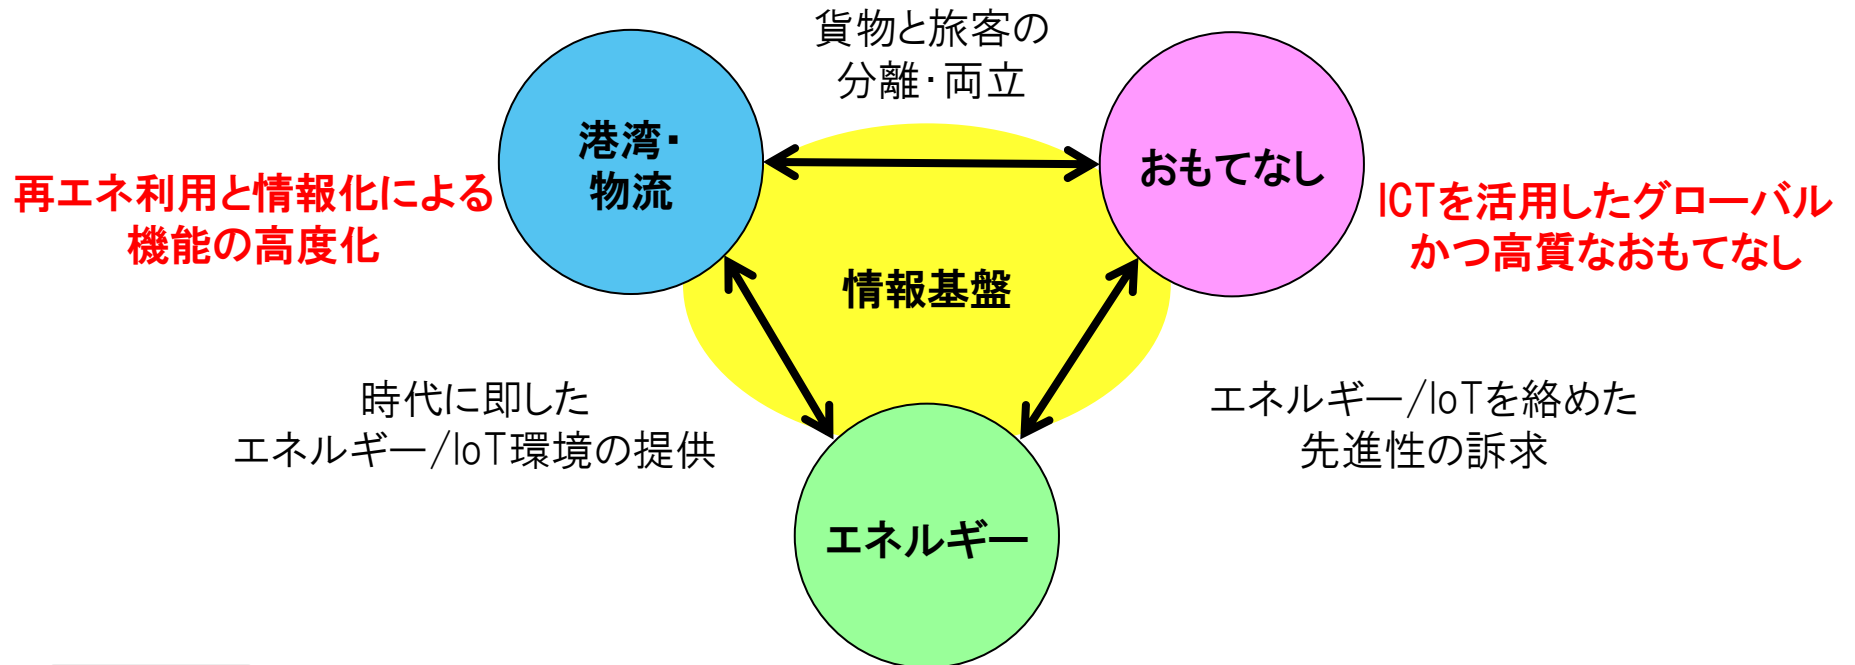 貨物と旅客の
分離・両立
港湾・
物流
おもてなし
再エネ利用と情報化による
機能の高度化
ICTを活用したグローバル
かつ高質なおもてなし
情報基盤
時代に即した
エネルギー/IoT環境の提供
エネルギー/IoTを絡めた
先進性の訴求
エネルギー